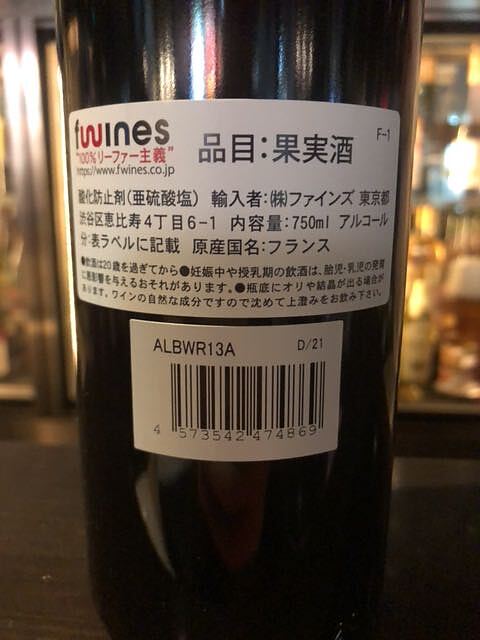 fwines
"100%リーファー主義"
https://www.fwines.co.jp
品目:果実酒
F-1
酸化防止剤(亜硫酸塩) 輸入者:㈱ファインズ 東京都
渋谷区恵比寿4丁目6-1 内容量:750ml アルコール
分:表ラベルに記載 原産国名:フランス
●飲酒は20歳を過ぎてから●妊娠中や授乳期の飲酒は、胎児・乳児の発育
に悪影響を与えるおそれがあります。●瓶底にオリや結晶が出る場合が
あります。ワインの自然な成分ですので沈めて上澄みをお飲み下さい。
ALBWR13A D/21
4 573542 474869